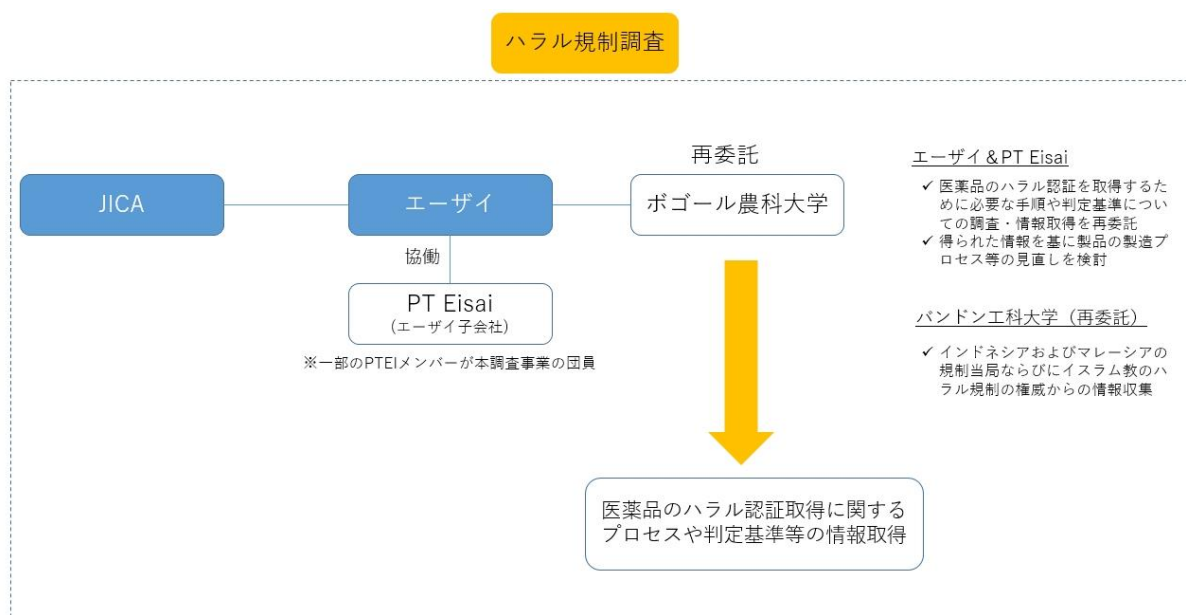 ハラル規制調査
JICA
エーザイ
再委託
ボゴール農科大学
協働
PT Eisai
(エーザイ子会社)
※一部のPTEIメンバーが本調査事業の団員
医薬品のハラル認証取得に関する
プロセスや判定基準等の情報取得
エーザイ&PT Eisai
✓ 医薬品のハラル認証を取得するた
めに必要な手順や判定基準につい
ての調査・情報取得を再委託
✓ 得られた情報を基に製品の製造プ
ロセス等の見直しを検討
バンドン工科大学（再委託）
✓ インドネシアおよびマレーシアの
規制当局ならびにイスラム教のハ
ラル規制の権威からの情報収集